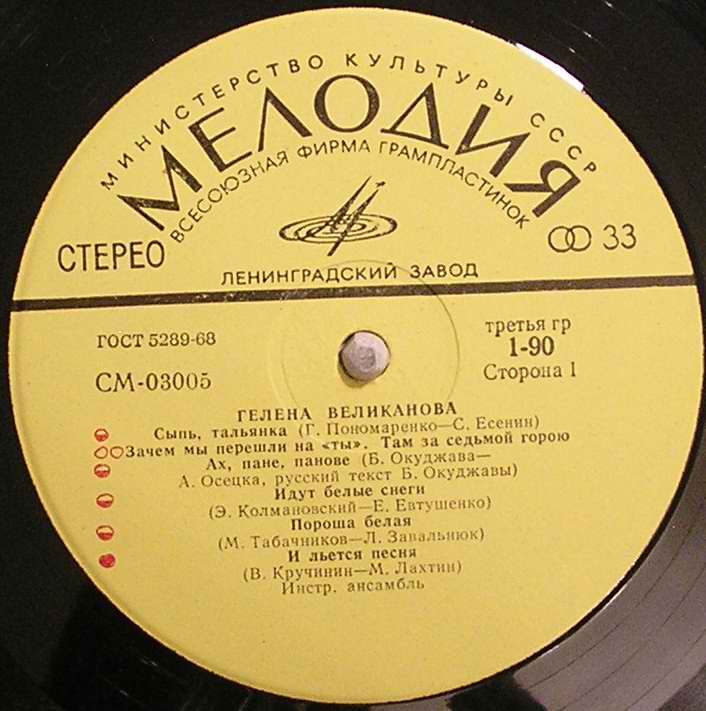 МИНИСТЕРСТВО КУЛЬТУРЫ СССР
МЕЛОДИЯ
ВСЕСОЮЗНАЯ ФИРМА ГРАМПЛАСТИНОК
СТЕРЕО
33
ЛЕНИНГРАДСКИЙ ЗАВОД
ГОСТ 5289-68
третья гр
1-90
СМ-03005
Сторона 1
ГЕЛЕНА ВЕЛИКАНОВА
Сыпь, тальянка (Г. Пономаренко—С. Есенин)
Зачем мы перешли на «ты». Там за седьмой горою
Ах, пане, панове (Б. Окуджава—
А. Осецка, русский текст Б. Окуджавы)
Идут белые снеги
(Э. Колмановский—Е. Евтушенко)
Пороша белая
(М. Табачников—Л. Завальнюк)
И льется песня
(В. Кручинин—М. Лахтин)
Инстр. ансамбль